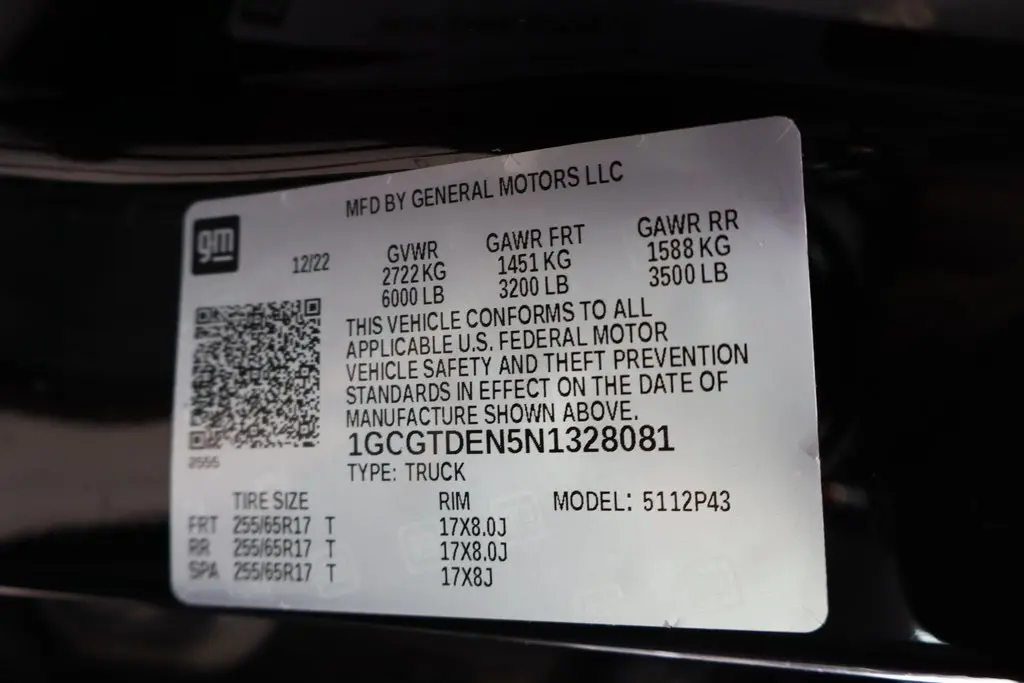 MFD BY GENERAL MOTORS LLC
gm
12/22
GVWR GAWR FRT GAWR RR
2722 KG 1451 KG 1588 KG
6000 LB 3200 LB 3500 LB
THIS VEHICLE CONFORMS TO ALL
APPLICABLE U.S. FEDERAL MOTOR
VEHICLE SAFETY AND THEFT PREVENTION
STANDARDS IN EFFECT ON THE DATE OF
MANUFACTURE SHOWN ABOVE.
1GCGTDEN5N1328081
2555
TYPE: TRUCK
TIRE SIZE RIM MODEL: 5112P43
FRT 255/65R17 T 17X8.0J
RR 255/65R17 T 17X8.0J
SPA 255/65R17 T 17X8J